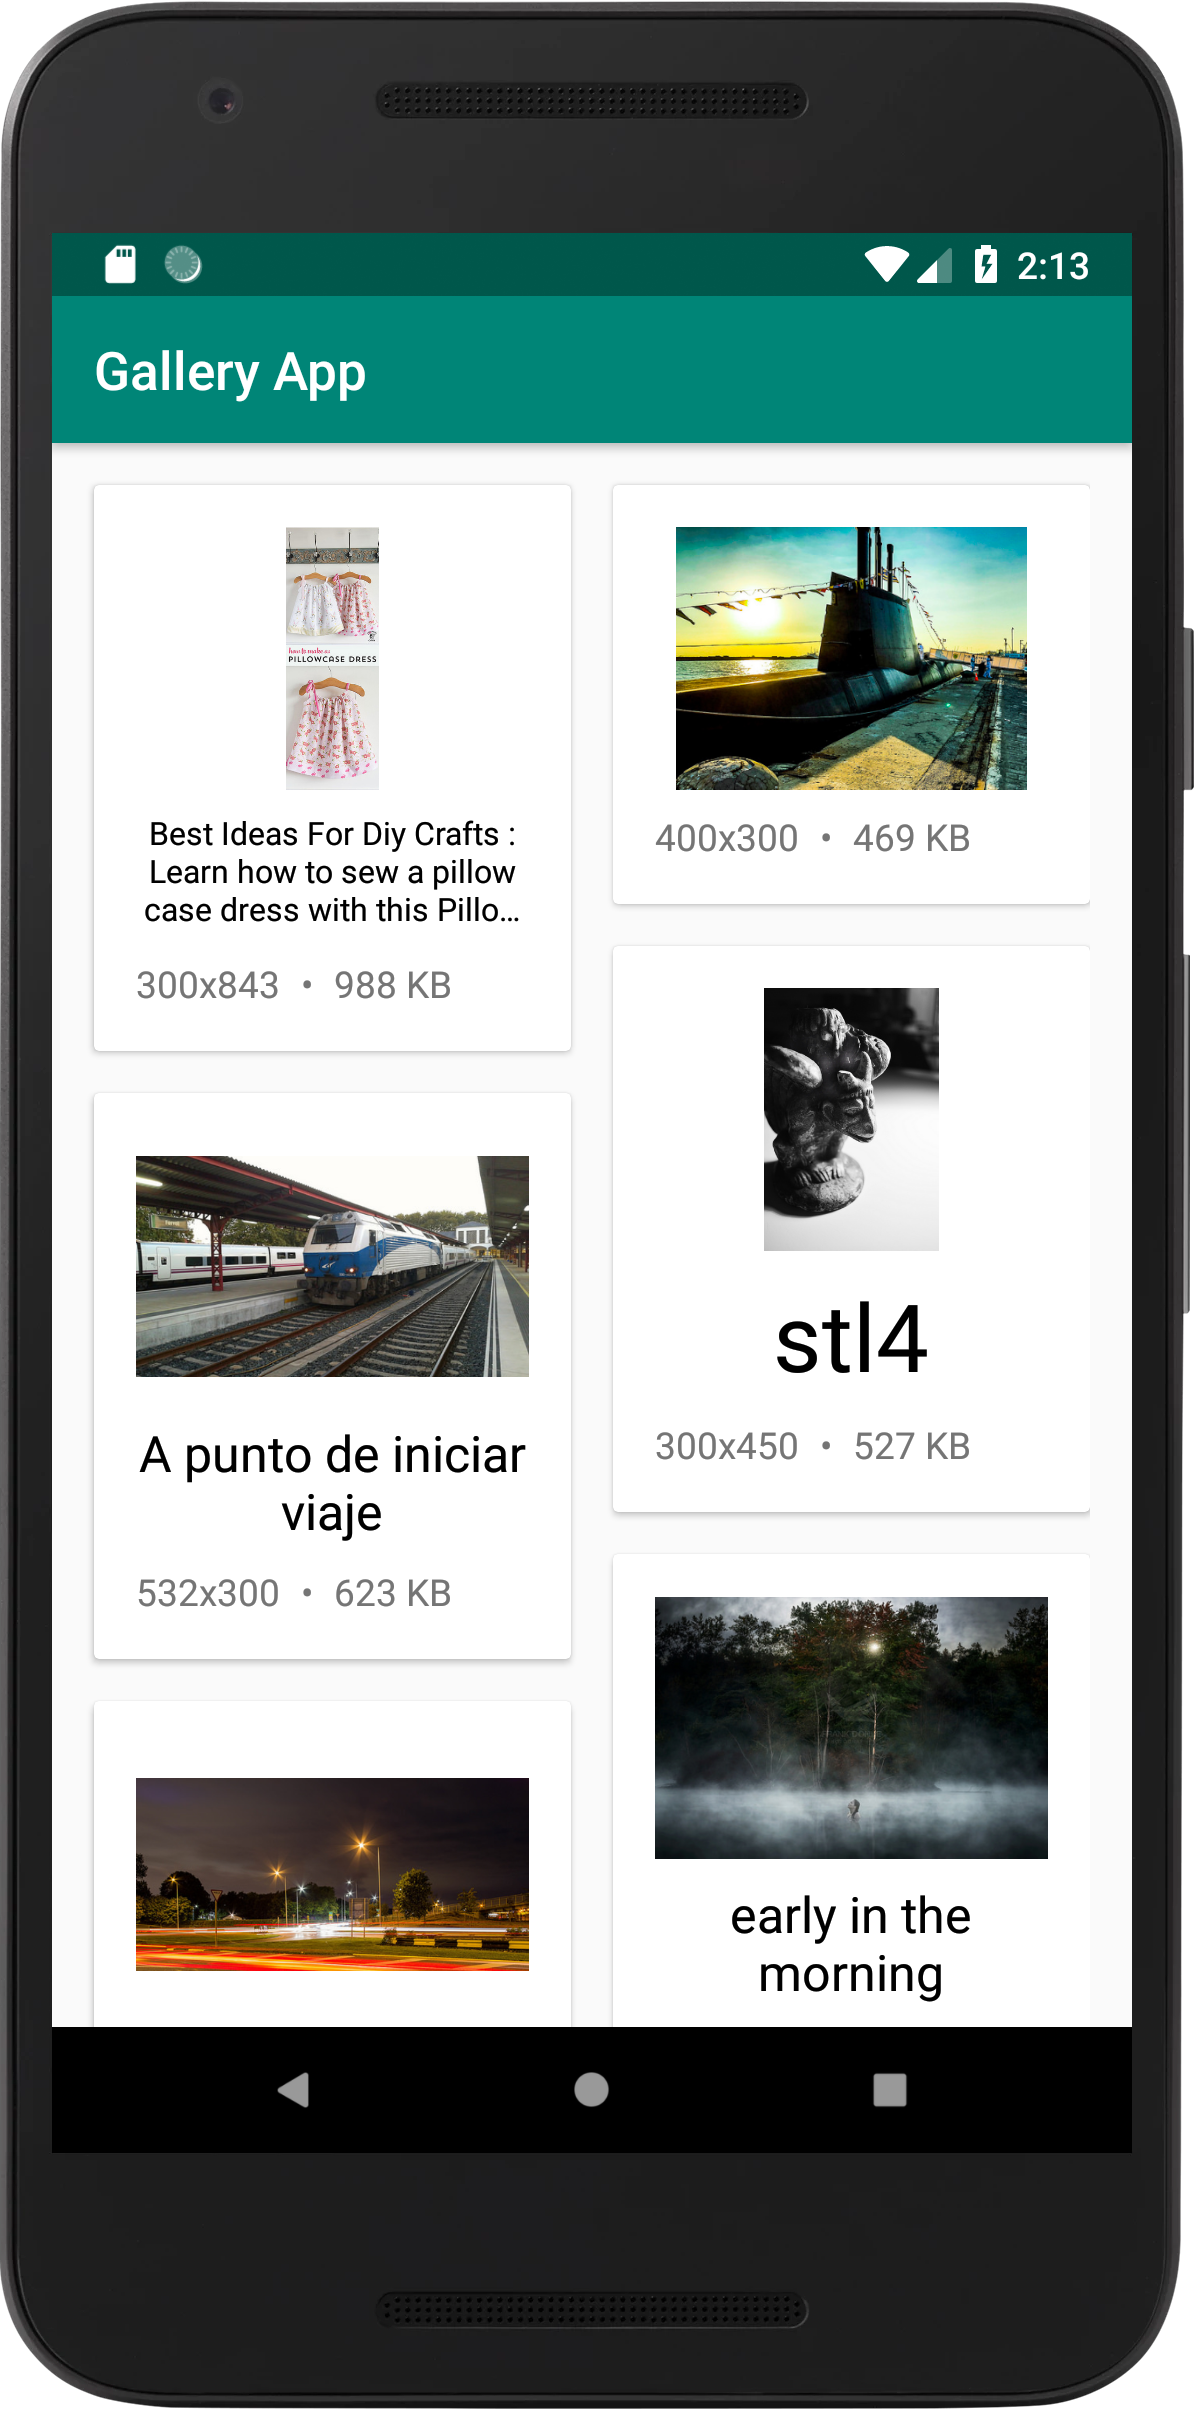 2:13
Gallery App
how to make a
PILLOWCASE DRESS
Best Ideas For Diy Crafts :
Learn how to sew a pillow
case dress with this Pillo...
300x843 • 988 KB
400x300 • 469 KB
stl4
300x450 • 527 KB
A punto de iniciar
viaje
532x300 • 623 KB
early in the
morning